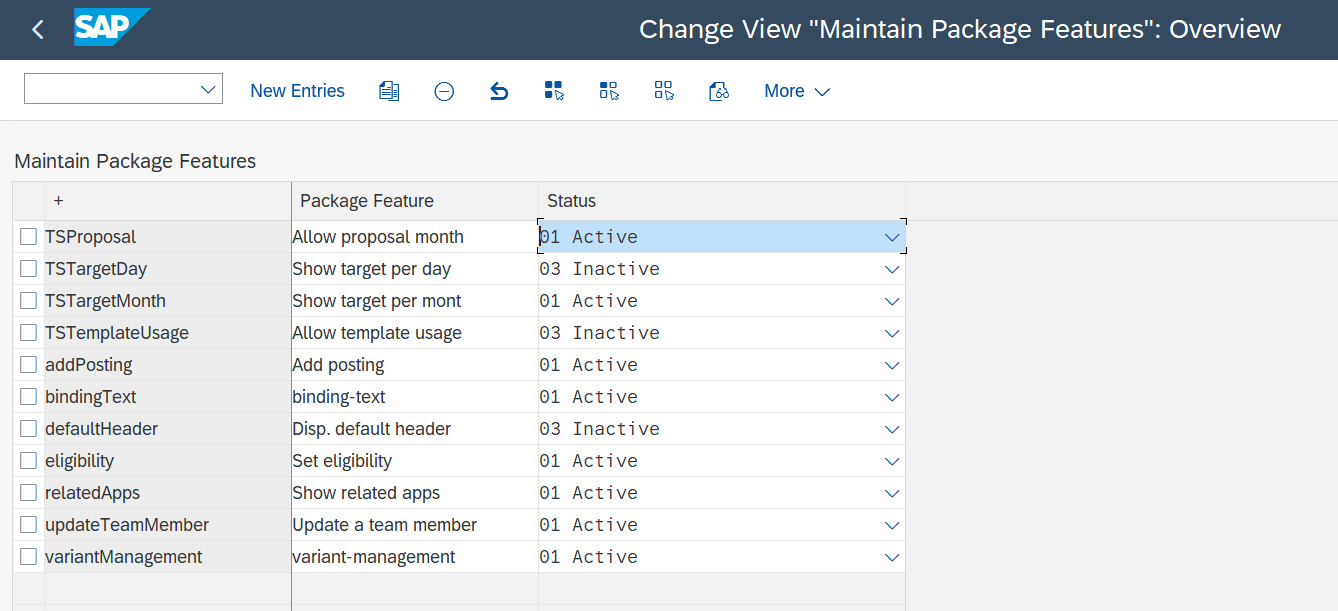 SAP
Change View "Maintain Package Features": Overview
New Entries More
Maintain Package Features
+ Package Feature Status
TSProposal Allow proposal month 01 Active
TSTargetDay Show target per day 03 Inactive
TSTargetMonth Show target per mont 01 Active
TSTemplateUsage Allow template usage 03 Inactive
addPosting Add posting 01 Active
bindingText binding-text 01 Active
defaultHeader Disp. default header 03 Inactive
eligibility Set eligibility 01 Active
relatedApps Show related apps 01 Active
updateTeamMember Update a team member 01 Active
variantManagement variant-management 01 Active